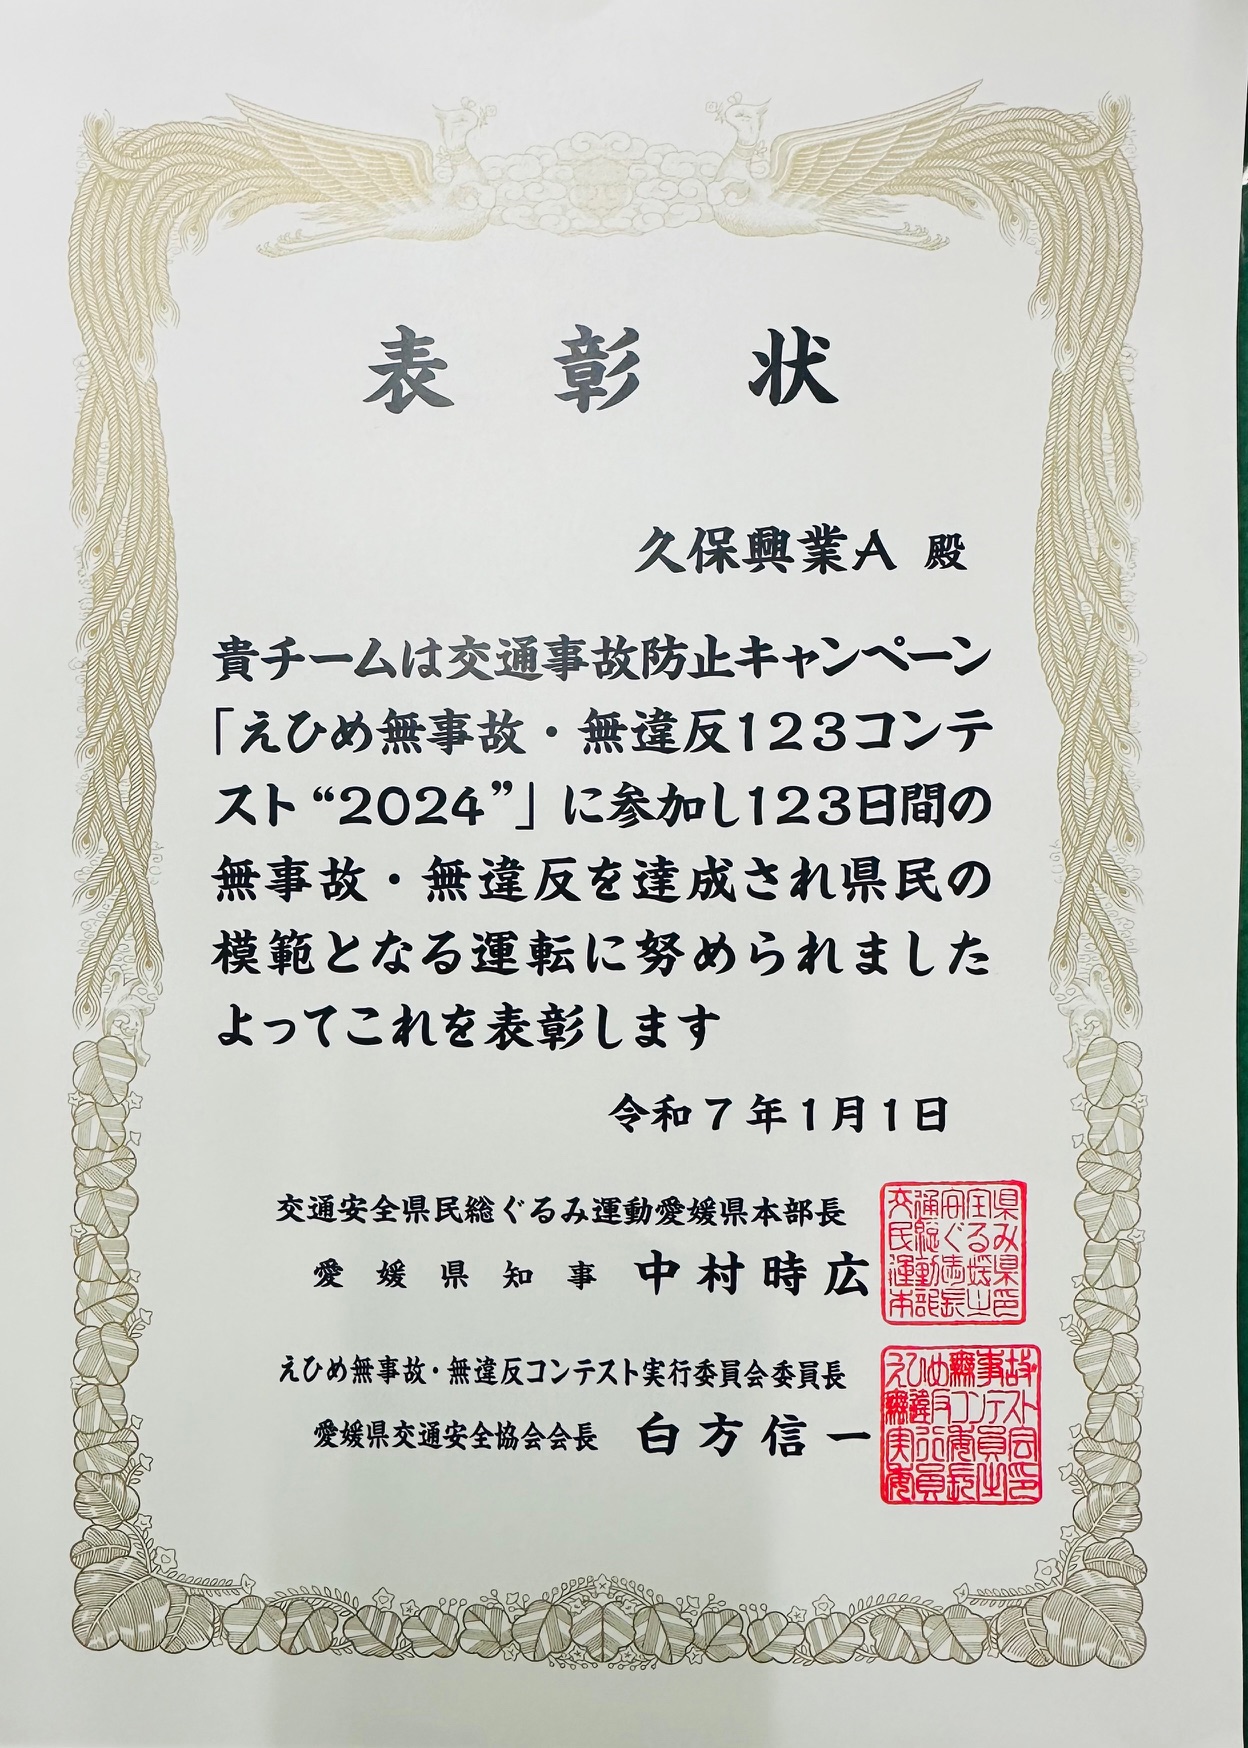 表彰状
久保興業A 殿
貴チームは交通事故防止キャンペーン
「えひめ無事故・無違反123コンテ
スト“2024”」に参加し123日間の
無事故・無違反を達成され県民の
模範となる運転に努められました
よってこれを表彰します
令和7年1月1日
交通安全県民総ぐるみ運動愛媛県本部長
愛媛県知事 中村時広
えひめ無事故・無違反コンテスト実行委員会委員長
愛媛県交通安全協会会長 白方信一